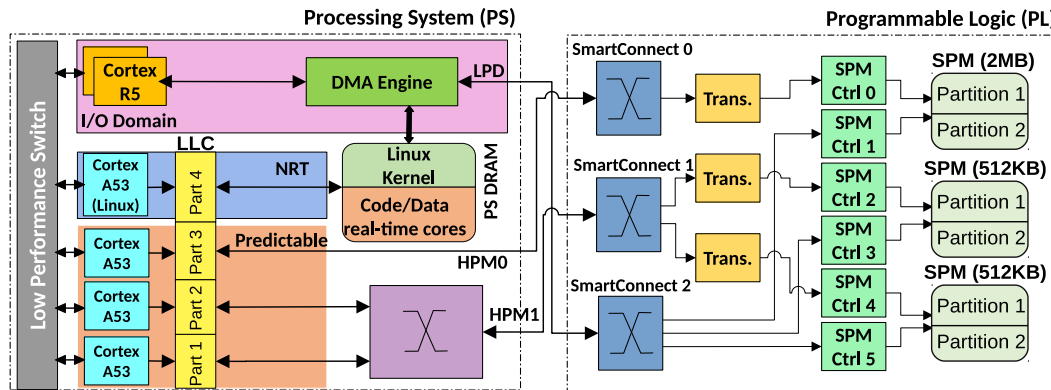 Processing System (PS)
Programmable Logic (PL)
Low Performance Switch
Cortex
R5
I/O Domain
DMA Engine
LPD
LLC
Cortex
A53
(Linux)
Part 4
NRT
Linux
Kernel
Code/Data
real-time cores
PS DRAM
Cortex
A53
Part 3
Predictable
HPM0
Cortex
A53
Part 2
HPM1
Cortex
A53
Part 1
SmartConnect 0
Trans.
SmartConnect 1
Trans.
Trans.
SmartConnect 2
SPM
Ctrl 0
SPM
Ctrl 1
SPM
Ctrl 2
SPM
Ctrl 3
SPM
Ctrl 4
SPM
Ctrl 5
SPM (2MB)
Partition 1
Partition 2
SPM (512KB)
Partition 1
Partition 2
SPM (512KB)
Partition 1
Partition 2